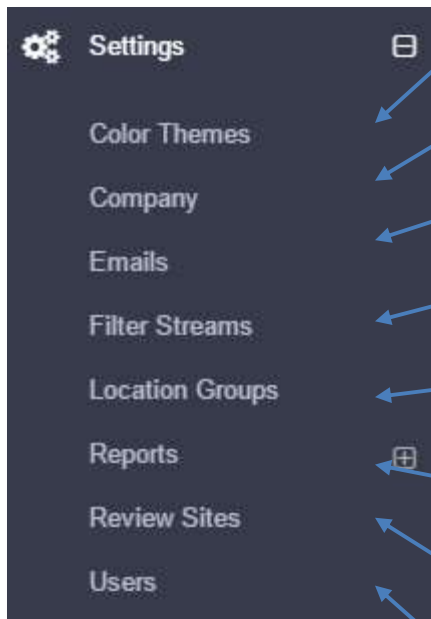 Settings
Color Themes
Company
Emails
Filter Streams
Location Groups
Reports
Review Sites
Users